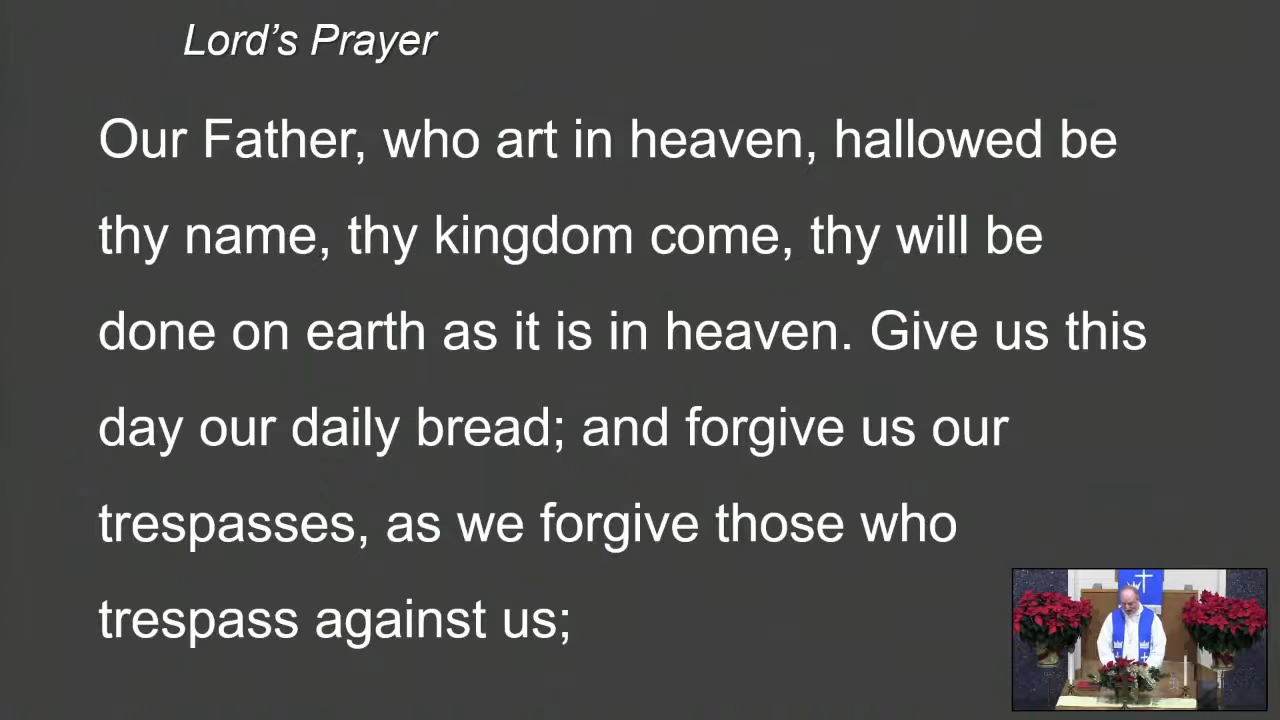 Lord’s Prayer
Our Father, who art in heaven, hallowed be
thy name, thy kingdom come, thy will be
done on earth as it is in heaven. Give us this
day our daily bread; and forgive us our
trespasses, as we forgive those who
trespass against us;